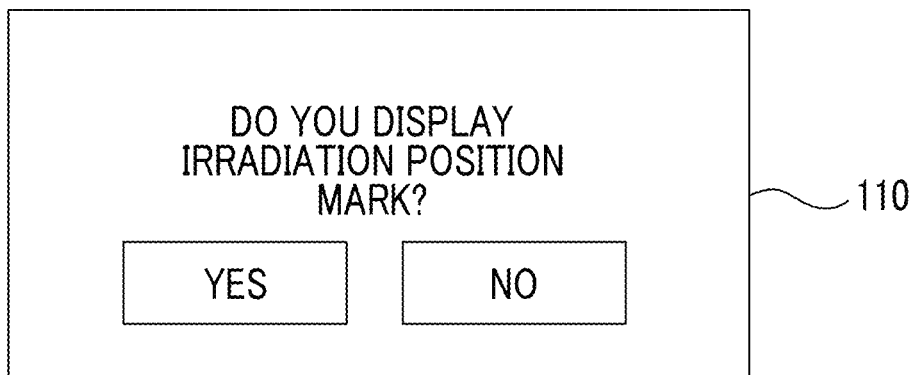 DO YOU DISPLAY
IRRADIATION POSITION
MARK?
110
YES NO